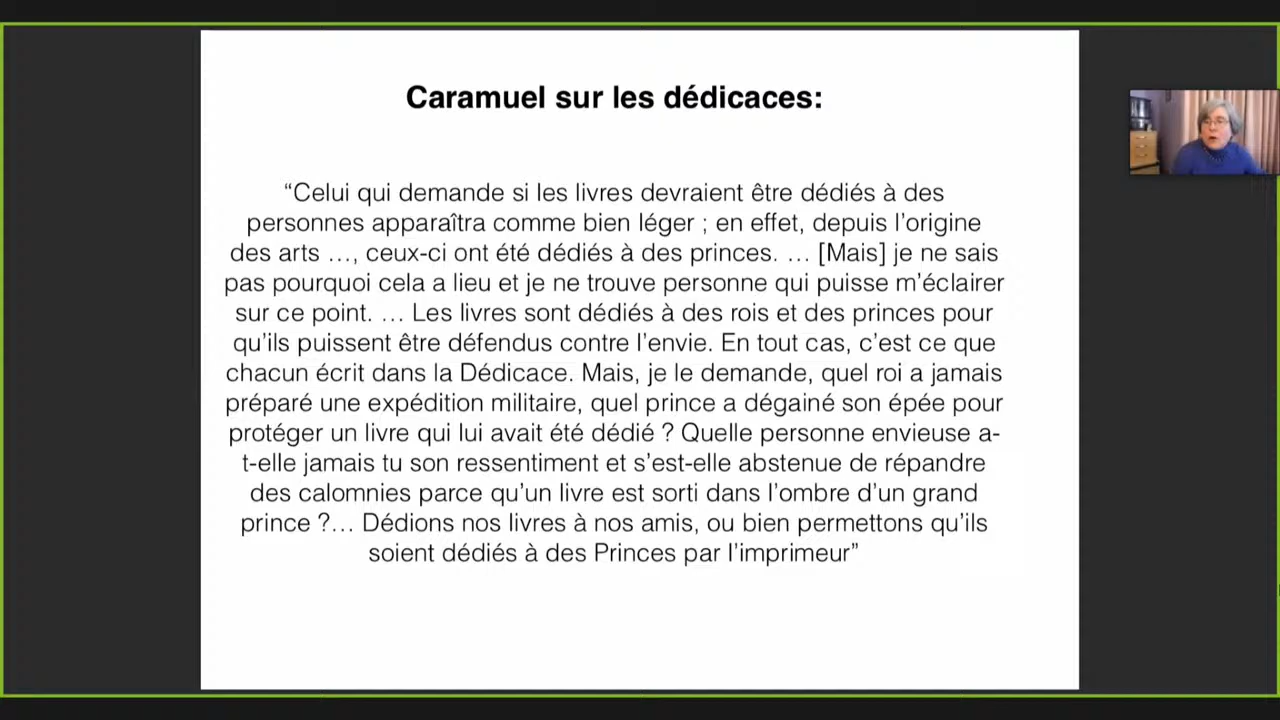 Caramuel sur les dédicaces:
“Celui qui demande si les livres devraient être dédiés à des
personnes apparaîtra comme bien léger ; en effet, depuis l’origine
des arts …, ceux-ci ont été dédiés à des princes. … [Mais] je ne sais
pas pourquoi cela a lieu et je ne trouve personne qui puisse m’éclairer
sur ce point. … Les livres sont dédiés à des rois et des princes pour
qu’ils puissent être défendus contre l’envie. En tout cas, c’est ce que
chacun écrit dans la Dédicace. Mais, je le demande, quel roi a jamais
préparé une expédition militaire, quel prince a dégainé son épée pour
protéger un livre qui lui avait été dédié ? Quelle personne envieuse a-
t-elle jamais tu son ressentiment et s’est-elle abstenue de répandre
des calomnies parce qu’un livre est sorti dans l’ombre d’un grand
prince ?… Dédions nos livres à nos amis, ou bien permettons qu’ils
soient dédiés à des Princes par l’imprimeur”